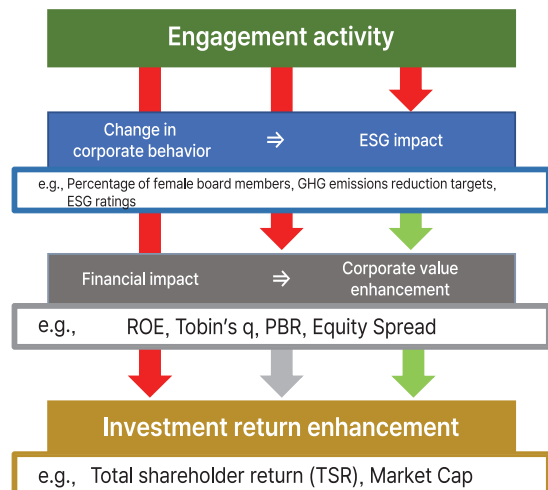 Engagement activity
Change in
corporate behavior
⇒
ESG impact
e.g., Percentage of female board members, GHG emissions reduction targets,
ESG ratings
Financial impact
⇒
Corporate value
enhancement
e.g., ROE, Tobin's q, PBR, Equity Spread
Investment return enhancement
e.g., Total shareholder return (TSR), Market Cap